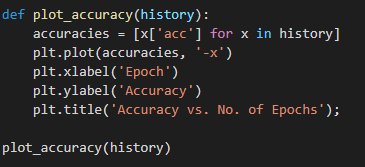 def plot_accuracy(history):
    accuracies = [x['acc'] for x in history]
    plt.plot(accuracies, '-x')
    plt.xlabel('Epoch')
    plt.ylabel('Accuracy')
    plt.title('Accuracy vs. No. of Epochs');
plot_accuracy(history)